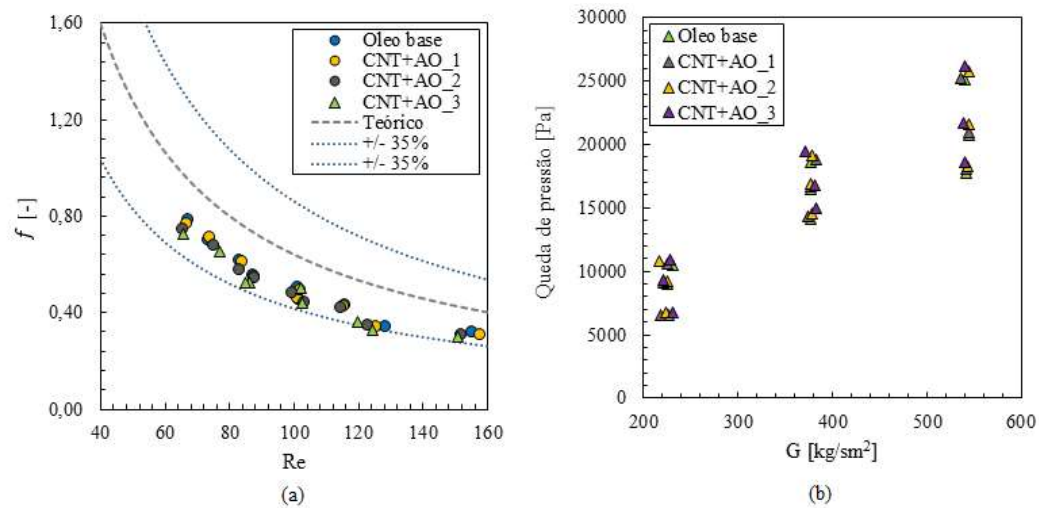 1,60
1,20
0,80
0,40
0,00
f [-]
40
60
80
100
120
140
160
Re
Oleo base
CNT+AO_1
CNT+AO_2
CNT+AO_3
Teórico
+/- 35%
+/- 35%
(a)
30000
25000
20000
15000
10000
5000
0
Queda de pressão [Pa]
200
300
400
500
600
G [kg/sm²]
Oleo base
CNT+AO_1
CNT+AO_2
CNT+AO_3
(b)